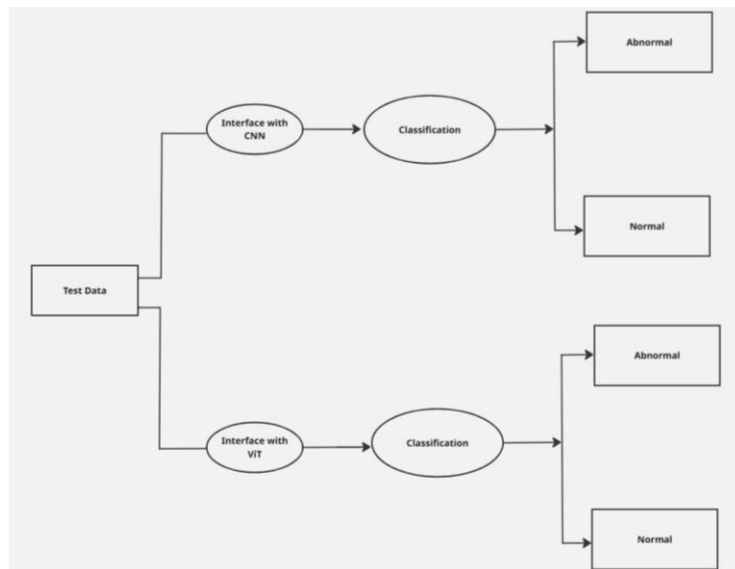 Abnormal
Interface with
CNN
Classification
Normal
Test Data
Abnormal
Interface with
ViT
Classification
Normal